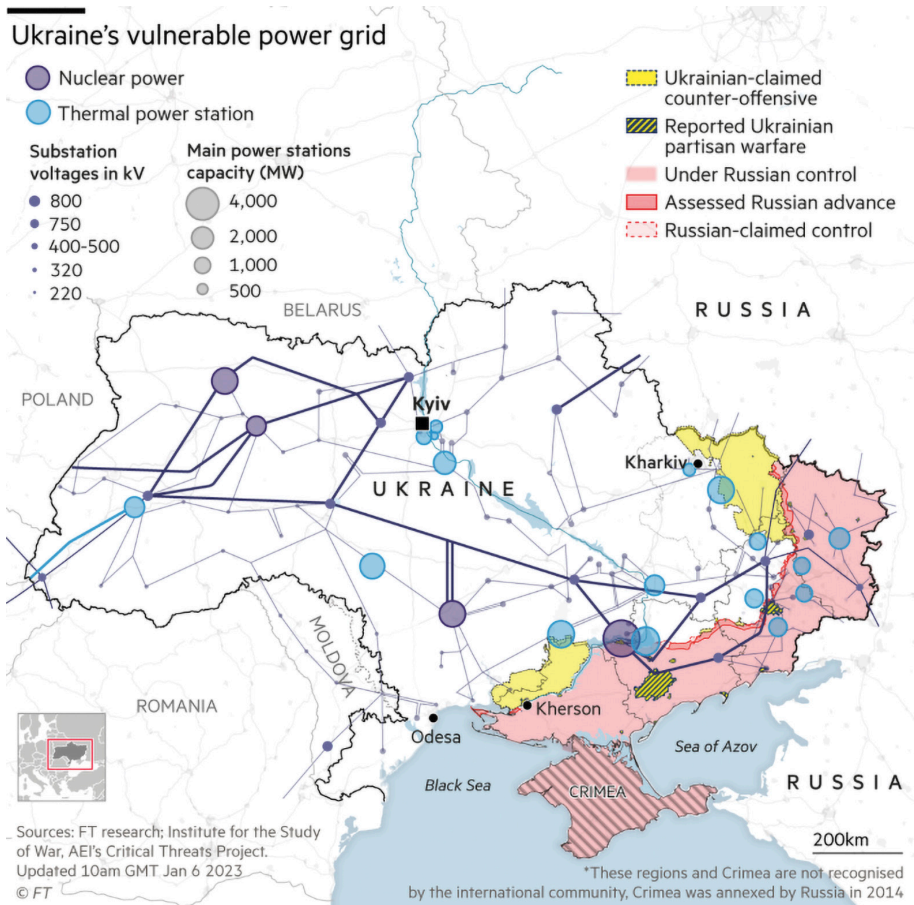 Ukraine's vulnerable power grid
Nuclear power
Thermal power station
Substation
voltages in kV
800
750
400-500
320
220
Main power stations
capacity (MW)
4,000
2,000
1,000
500
Ukrainian-claimed
counter-offensive
Reported Ukrainian
partisan warfare
Under Russian control
Assessed Russian advance
Russian-claimed control
BELARUS
RUSSIA
POLAND
Kyiv
Kharkiv
UKRAINE
MOLDOVA
ROMANIA
Kherson
Odesa
Sea of Azov
Black Sea
CRIMEA
RUSSIA
200km
Sources: FT research; Institute for the Study
of War, AEI's Critical Threats Project.
Updated 10am GMT Jan 6 2023
© FT
*These regions and Crimea are not recognised
by the international community, Crimea was annexed by Russia in 2014